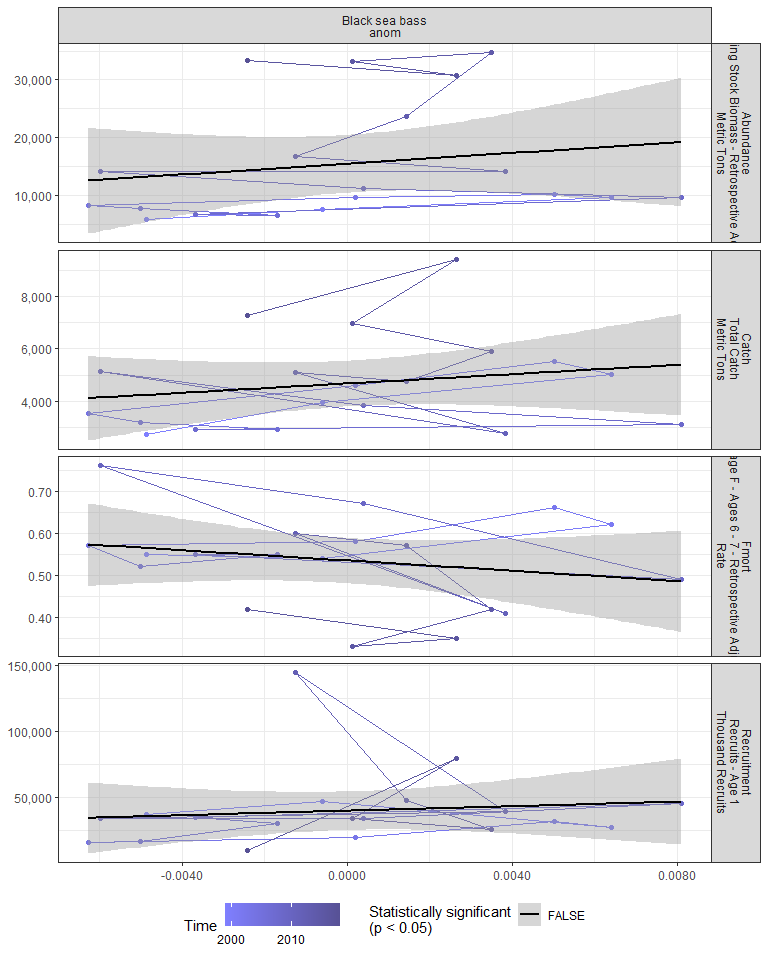 Black sea bass
anom
30,000
20,000
10,000
Abundance
Stock Biomass - Retrospective
Metric Tons
8,000
6,000
4,000
Catch
Total Catch
Metric Tons
0.70
0.60
0.50
0.40
Fmort
F - Ages 6 - 7 - Retrospective
Rate
150,000
100,000
50,000
Recruitment
Recruits - Age 1
Thousand Recruits
-0.0040
0.0000
0.0040
0.0080
Time
2000
2010
Statistically significant
(p < 0.05)
FALSE